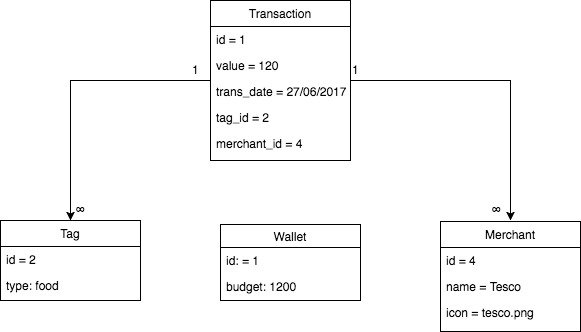 Transaction
id = 1
value = 120
trans_date = 27/06/2017
tag_id = 2
merchant_id = 4
1
1
∞
∞
Tag
id = 2
type: food
Wallet
id: = 1
budget: 1200
Merchant
id = 4
name = Tesco
icon = tesco.png